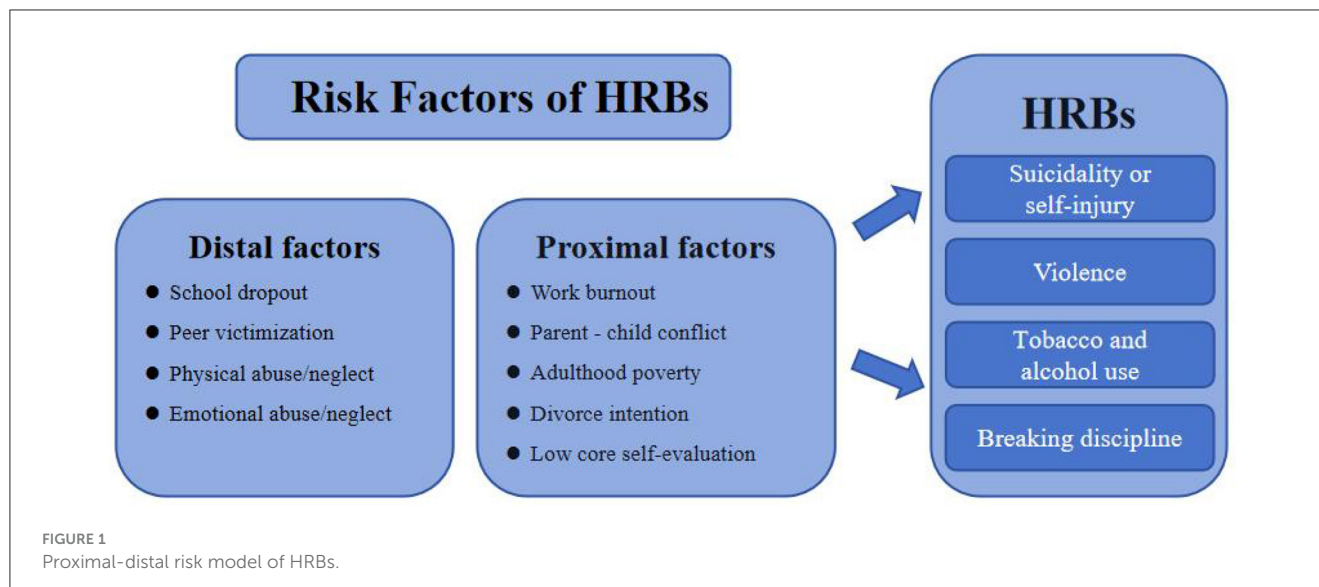 Risk Factors of HRBs
Distal factors
● School dropout
● Peer victimization
● Physical abuse/neglect
● Emotional abuse/neglect
Proximal factors
● Work burnout
● Parent - child conflict
● Adulthood poverty
● Divorce intention
● Low core self-evaluation
HRBs
Suicidality or
self-injury
Violence
Tobacco and
alcohol use
Breaking discipline
FIGURE 1
Proximal-distal risk model of HRBs.